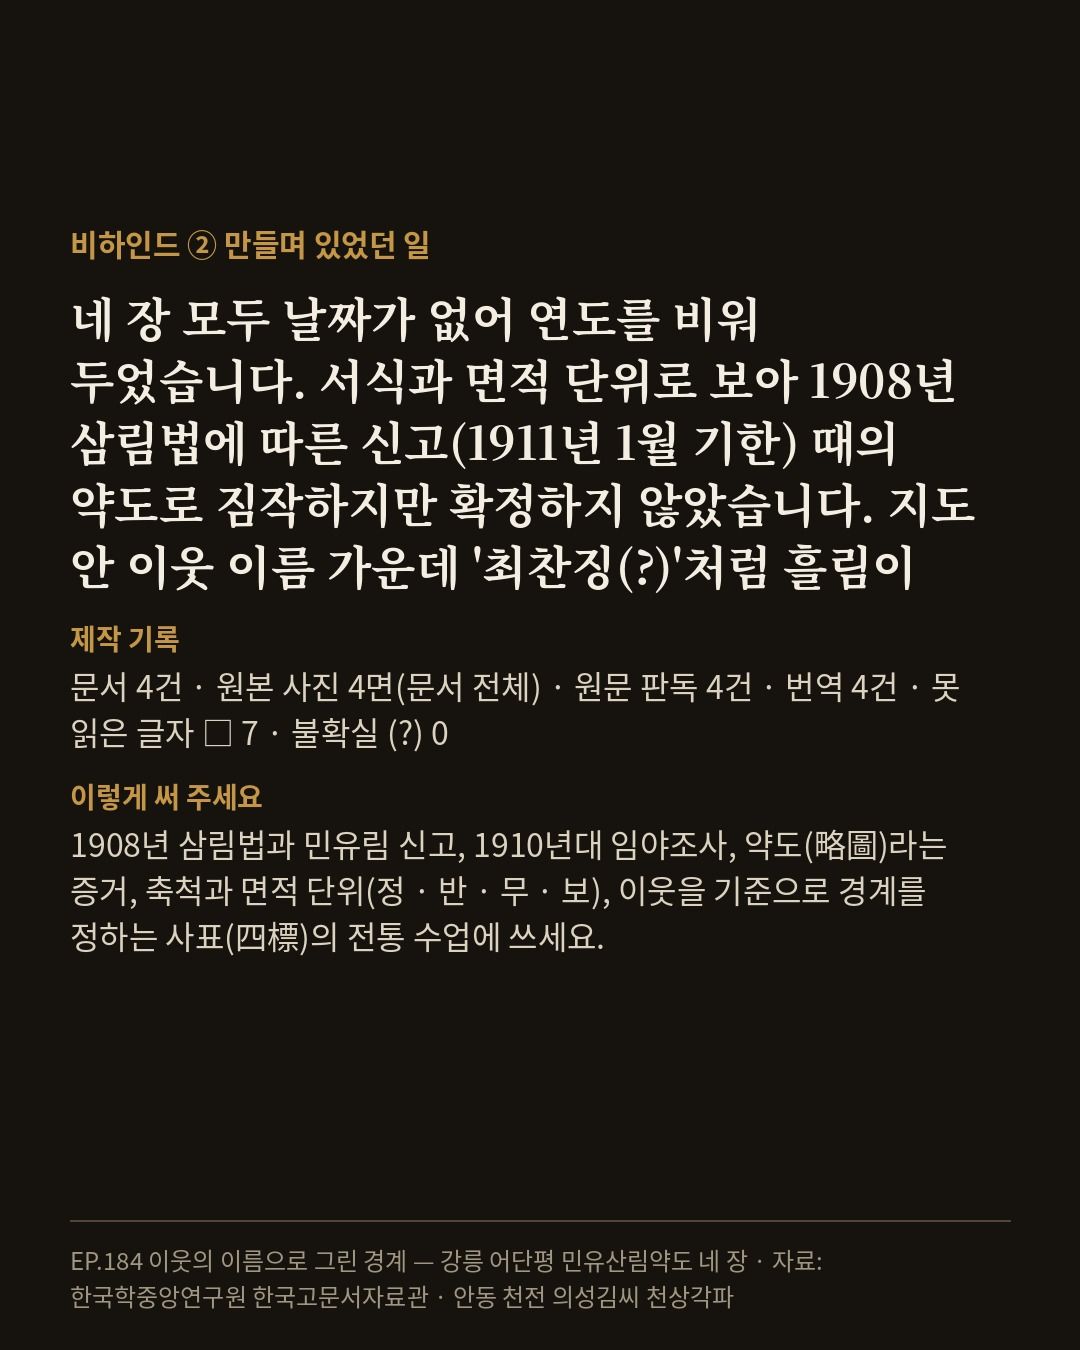 비하인드 ② 만들며 있었던 일
네 장 모두 날짜가 없어 연도를 비워
두었습니다. 서식과 면적 단위로 보아 1908년
삼림법에 따른 신고(1911년 1월 기한) 때의
약도로 짐작하지만 확정하지 않았습니다. 지도
안 이웃 이름 가운데 '최찬징(?)'처럼 흘림이
제작 기록
문서 4건 · 원본 사진 4면(문서 전체) · 원문 판독 4건 · 번역 4건 · 못
읽은 글자 □ 7 · 불확실 (?) 0
이렇게 써 주세요
1908년 삼림법과 민유림 신고, 1910년대 임야조사, 약도(略圖)라는
증거, 축척과 면적 단위(정 · 반 · 무 · 보), 이웃을 기준으로 경계를
정하는 사표(四標)의 전통 수업에 쓰세요.
EP.184 이웃의 이름으로 그린 경계 — 강릉 어단평 민유산림약도 네 장 · 자료:
한국학중앙연구원 한국고문서자료관 · 안동 천전 의성김씨 천상각파